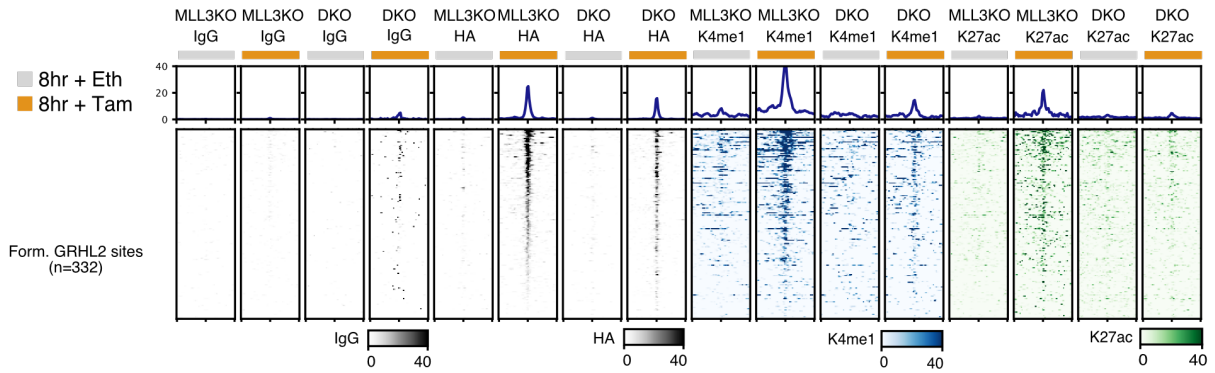 MLL3KO MLL3KO DKO DKO MLL3KO MLL3KO DKO DKO MLL3KO MLL3KO DKO DKO MLL3KO MLL3KO DKO DKO
IgG IgG IgG IgG HA HA HA HA K4me1 K4me1 K4me1 K4me1 K27ac K27ac K27ac K27ac
8hr + Eth
8hr + Tam
40
20
0
Form. GRHL2 sites
(n=332)
IgG HA K4me1 K27ac
0 40 0 40 0 40 0 40